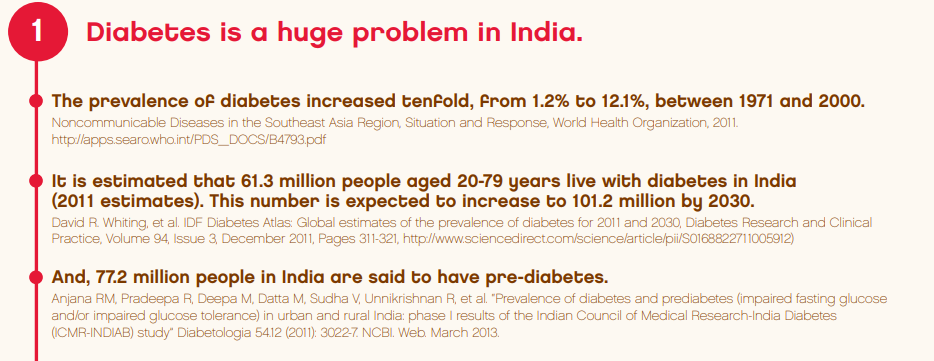 1
Diabetes is a huge problem in India.
The prevalence of diabetes increased tenfold, from 1.2% to 12.1%, between 1971 and 2000.
Noncommunicable Diseases in the Southeast Asia Region, Situation and Response, World Health Organization, 2011.
http://apps.searo.who.int/PDS_DOCS/B4793.pdf
It is estimated that 61.3 million people aged 20-79 years live with diabetes in India
(2011 estimates). This number is expected to increase to 101.2 million by 2030.
David R. Whiting, et al. IDF Diabetes Atlas: Global estimates of the prevalence of diabetes for 2011 and 2030, Diabetes Research and Clinical
Practice, Volume 94, Issue 3, December 2011, Pages 311-321, http://www.sciencedirect.com/science/article/pii/S0168822711005912)
And, 77.2 million people in India are said to have pre-diabetes.
Anjana RM, Pradeepa R, Deepa M, Datta M, Sudha V, Unnikrishnan R, et al. "Prevalence of diabetes and prediabetes (impaired fasting glucose
and/or impaired glucose tolerance) in urban and rural India: phase I results of the Indian Council of Medical Research-India Diabetes
(ICMR-INDIAB) study" Diabetologia 54.12 (2011): 3022-7. NCBI. Web. March 2013.